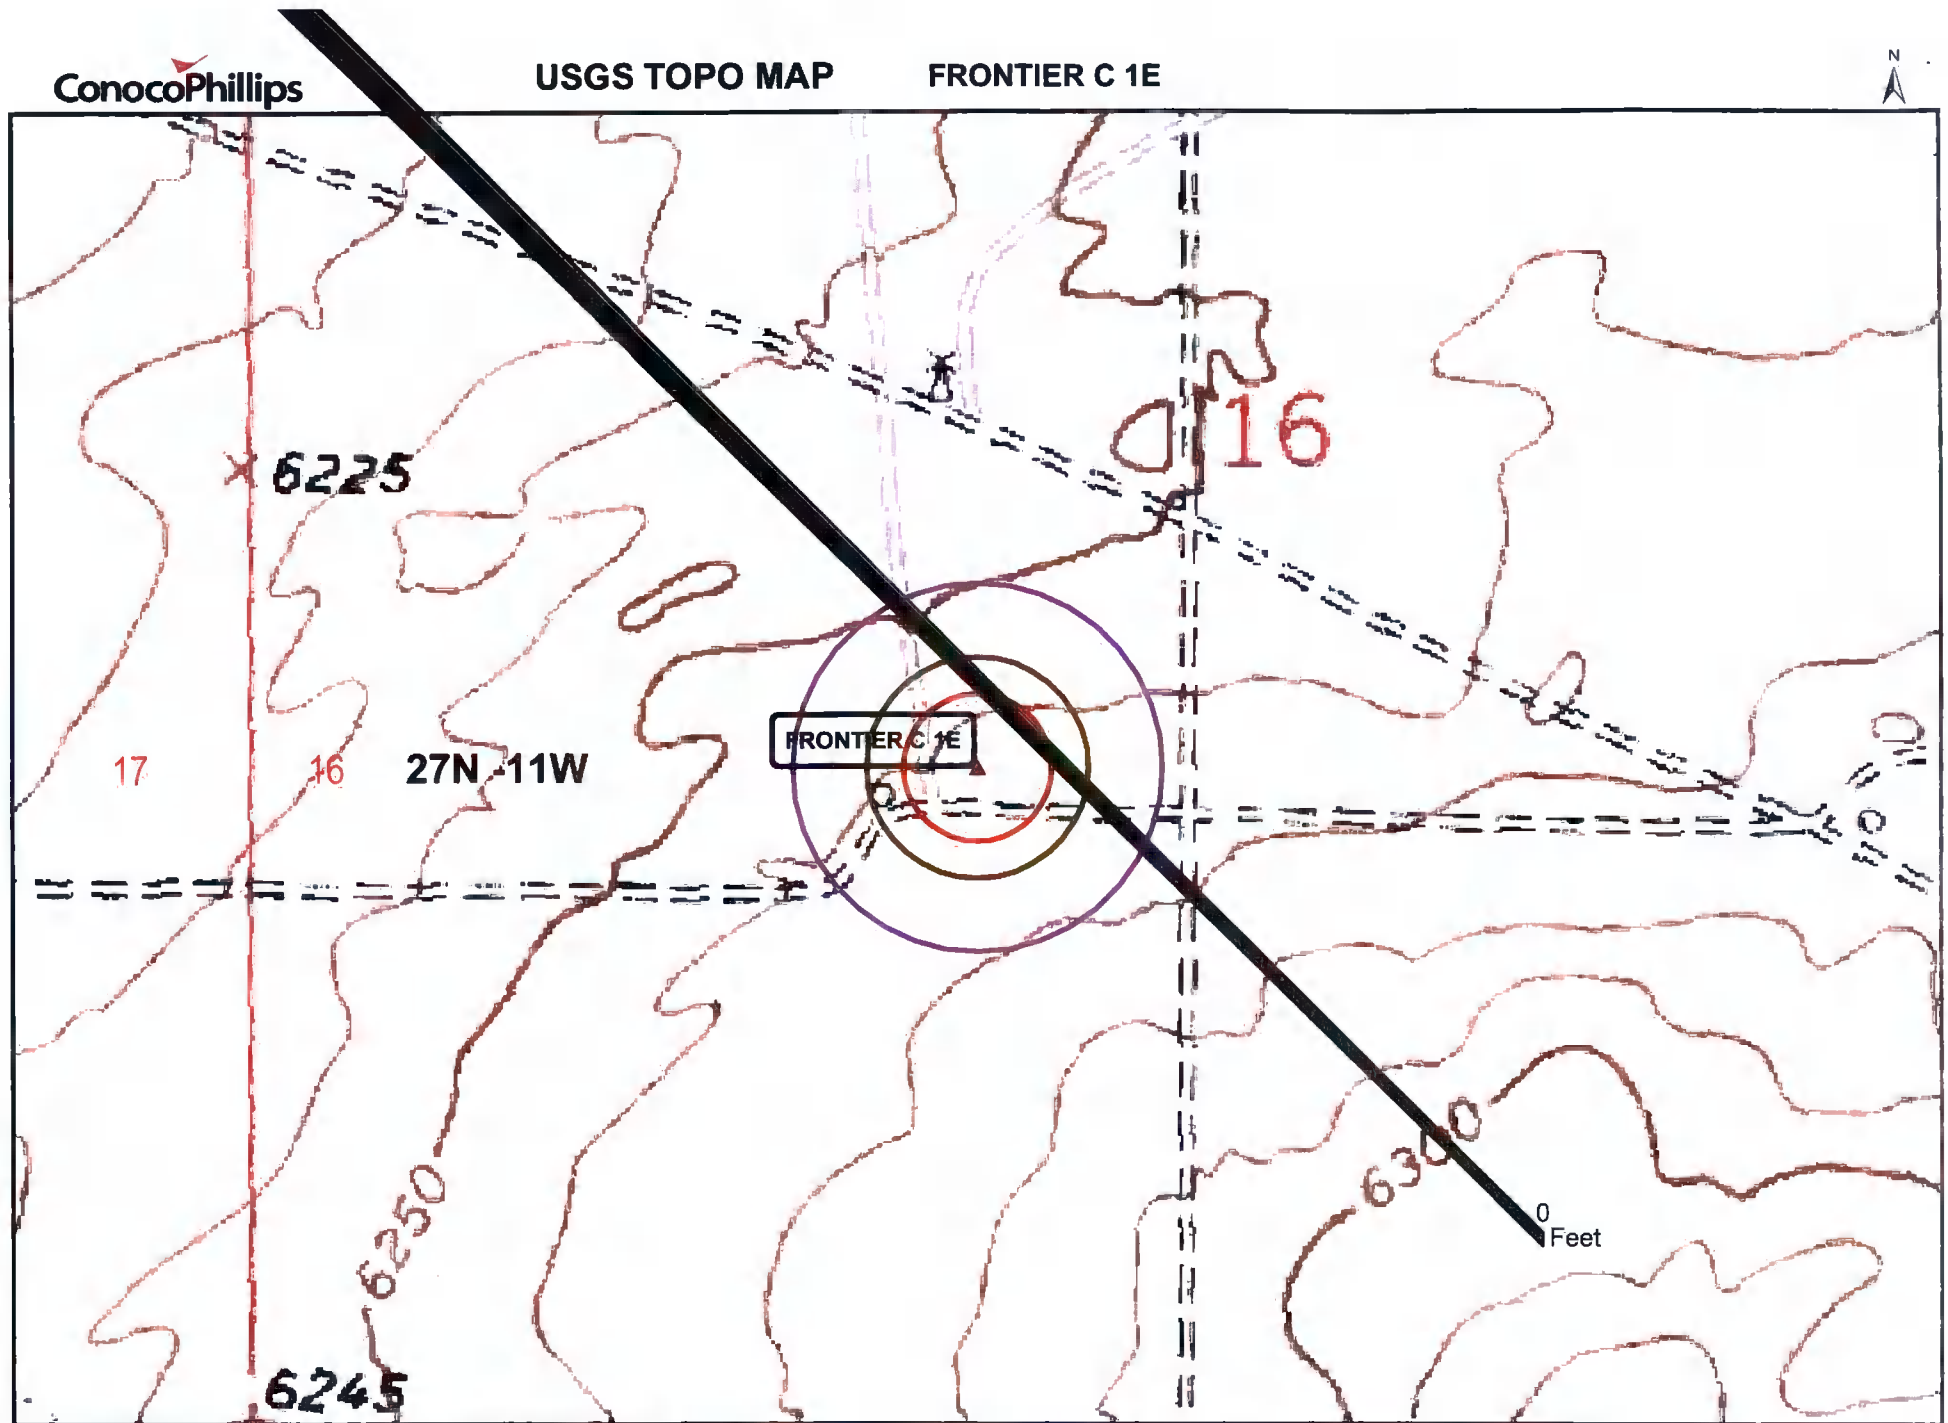 ConocoPhillips
USGS TOPO MAP
FRONTIER C 1E
N
16
6225
FRONTIER C 1E
17
16
27N -11W
6300
6250
0
Feet
6245